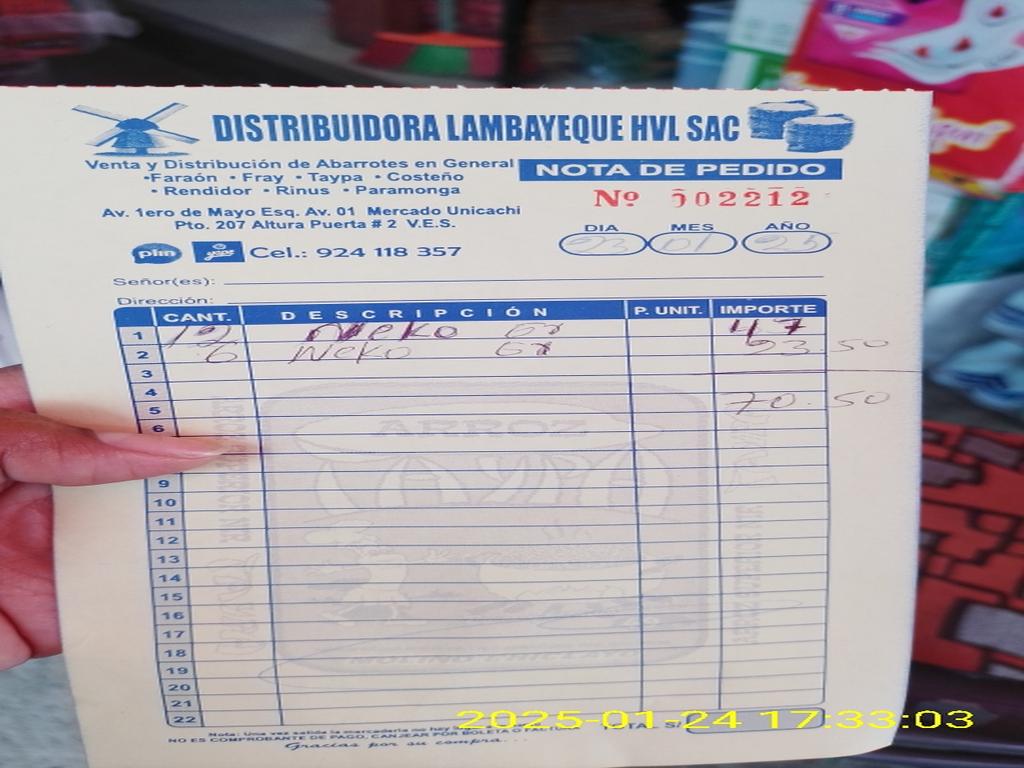 DISTRIBUIDORA LAMBAYEQUE HVL SAC
Venta y Distribución de Abarrotes en General
•Faraón •Fray •Taypa •Costeño
•Rendidor •Rinus •Paramonga
NOTA DE PEDIDO
Nº 502212
Av. 1ero de Mayo Esq. Av. 01 Mercado Unicachi
Pto. 207 Altura Puerta # 2 V.E.S.
DIA MES AÑO
23 01 25
plin yape Cel.: 924 118 357
Señor(es):
Dirección:
CANT. DESCRIPCIÓN P. UNIT. IMPORTE
1 12 Neko 47
2 6 Neko 23 50
3
4
5 70.50
6
9
10
11
12
13
14
15
16
17
18
19
20
21
22
ARROZ
Nota: Una vez salida la mercadería no hay
NO ES COMPROBANTE DE PAGO, CANJEAR POR BOLETA O FACTURA
Gracias por su compra...
2025-01-24 17:33:03